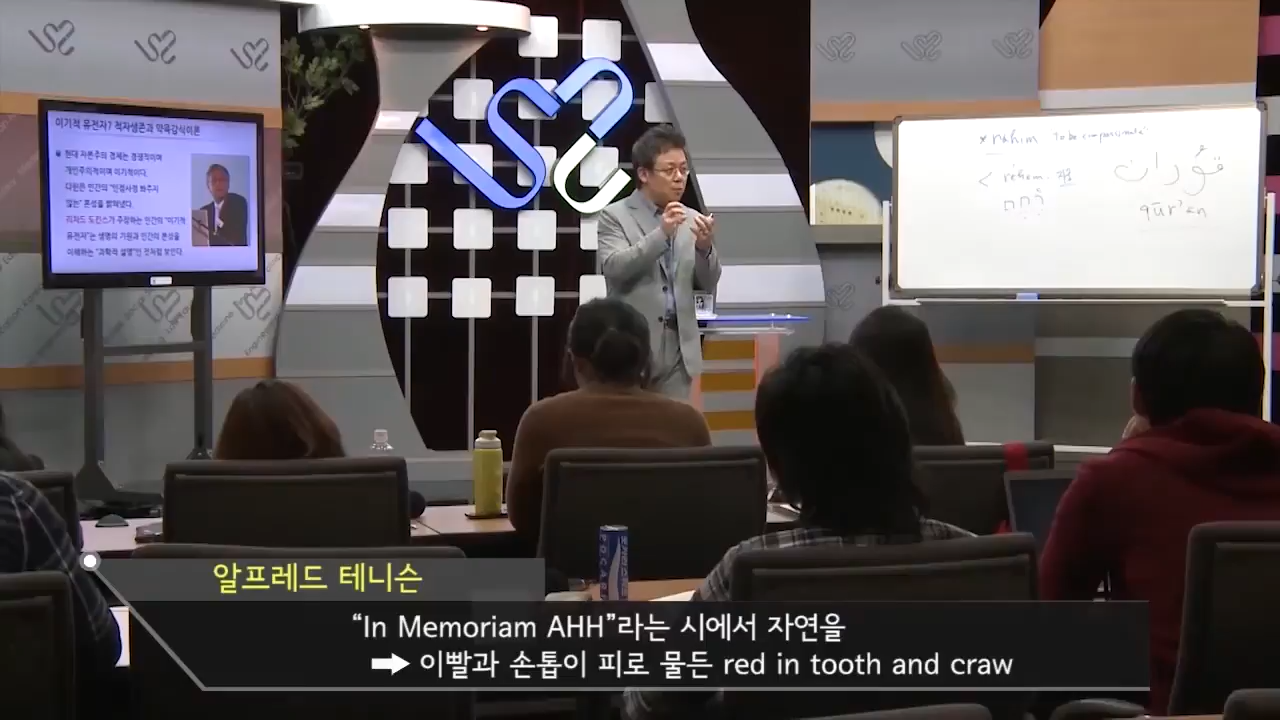 이기적 유전자? 적자생존과 약육강식이론
현대 자본주의 경제는 경쟁적이며
개인주의적이며 이기적이다.
다윈은 인간의 "인정사정 봐주지
않는" 본성을 밝혀냈다.
리차드 도킨스가 주장하는 인간의 "이기적
유전자"는 생명의 기원과 인간의 본성을
이해하는 "과학적 설명"인 것처럼 보인다.
* rahim To be compassionate
< rehem
qūr'ān
POCARI
알프레드 테니슨
“In Memoriam AHH”라는 시에서 자연을
➡ 이빨과 손톱이 피로 물든 red in tooth and craw